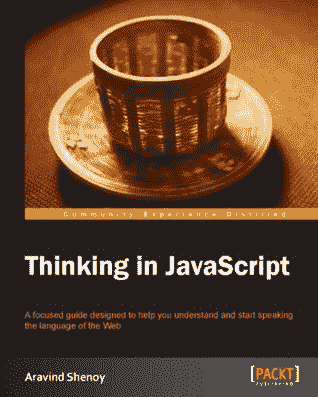 Community Experience Distilled
Thinking in JavaScript
A focused guide designed to help you understand and start speaking
the language of the Web
Aravind Shenoy
[PACKT]